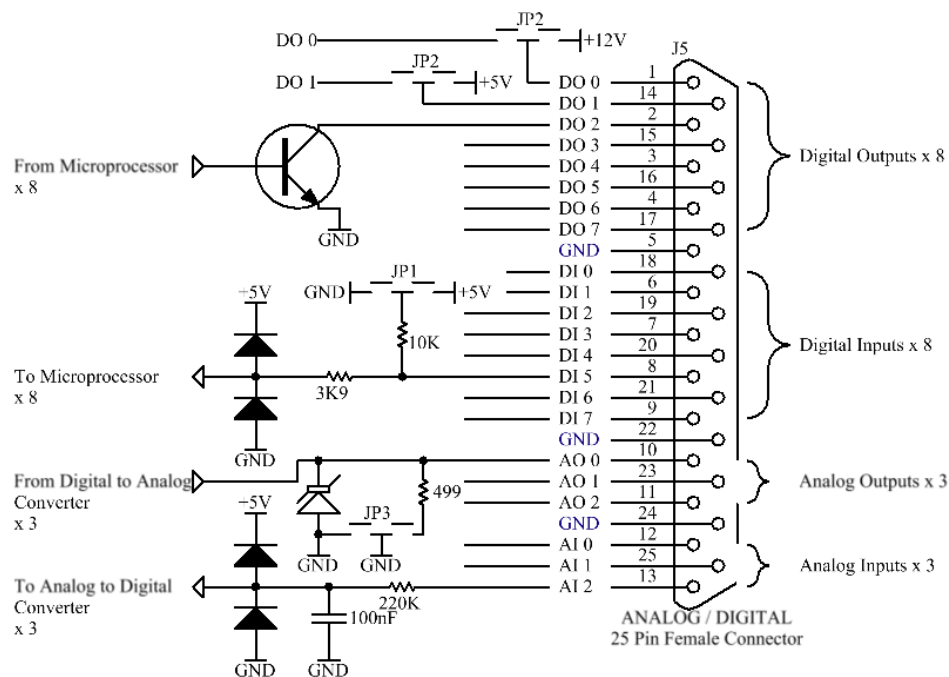 JP2
DO 0
+12V
J5
JP2
DO 1
+5V
DO 0 1
DO 1 14
DO 2 2
DO 3 15
DO 4 3
DO 5 16
DO 6 4
DO 7 17
GND 5
DI 0 18
DI 1 6
DI 2 19
DI 3 7
DI 4 20
DI 5 8
DI 6 21
DI 7 9
GND 22
AO 0 10
AO 1 23
AO 2 11
GND 24
AI 0 12
AI 1 25
AI 2 13
Digital Outputs x 8
Digital Inputs x 8
Analog Outputs x 3
Analog Inputs x 3
ANALOG / DIGITAL
25 Pin Female Connector
From Microprocessor
x 8
GND
JP1
GND
+5V
+5V
10K
To Microprocessor
x 8
3K9
GND
From Digital to Analog
Converter
x 3
499
JP3
+5V
GND
GND
To Analog to Digital
Converter
x 3
220K
100nF
GND
GND